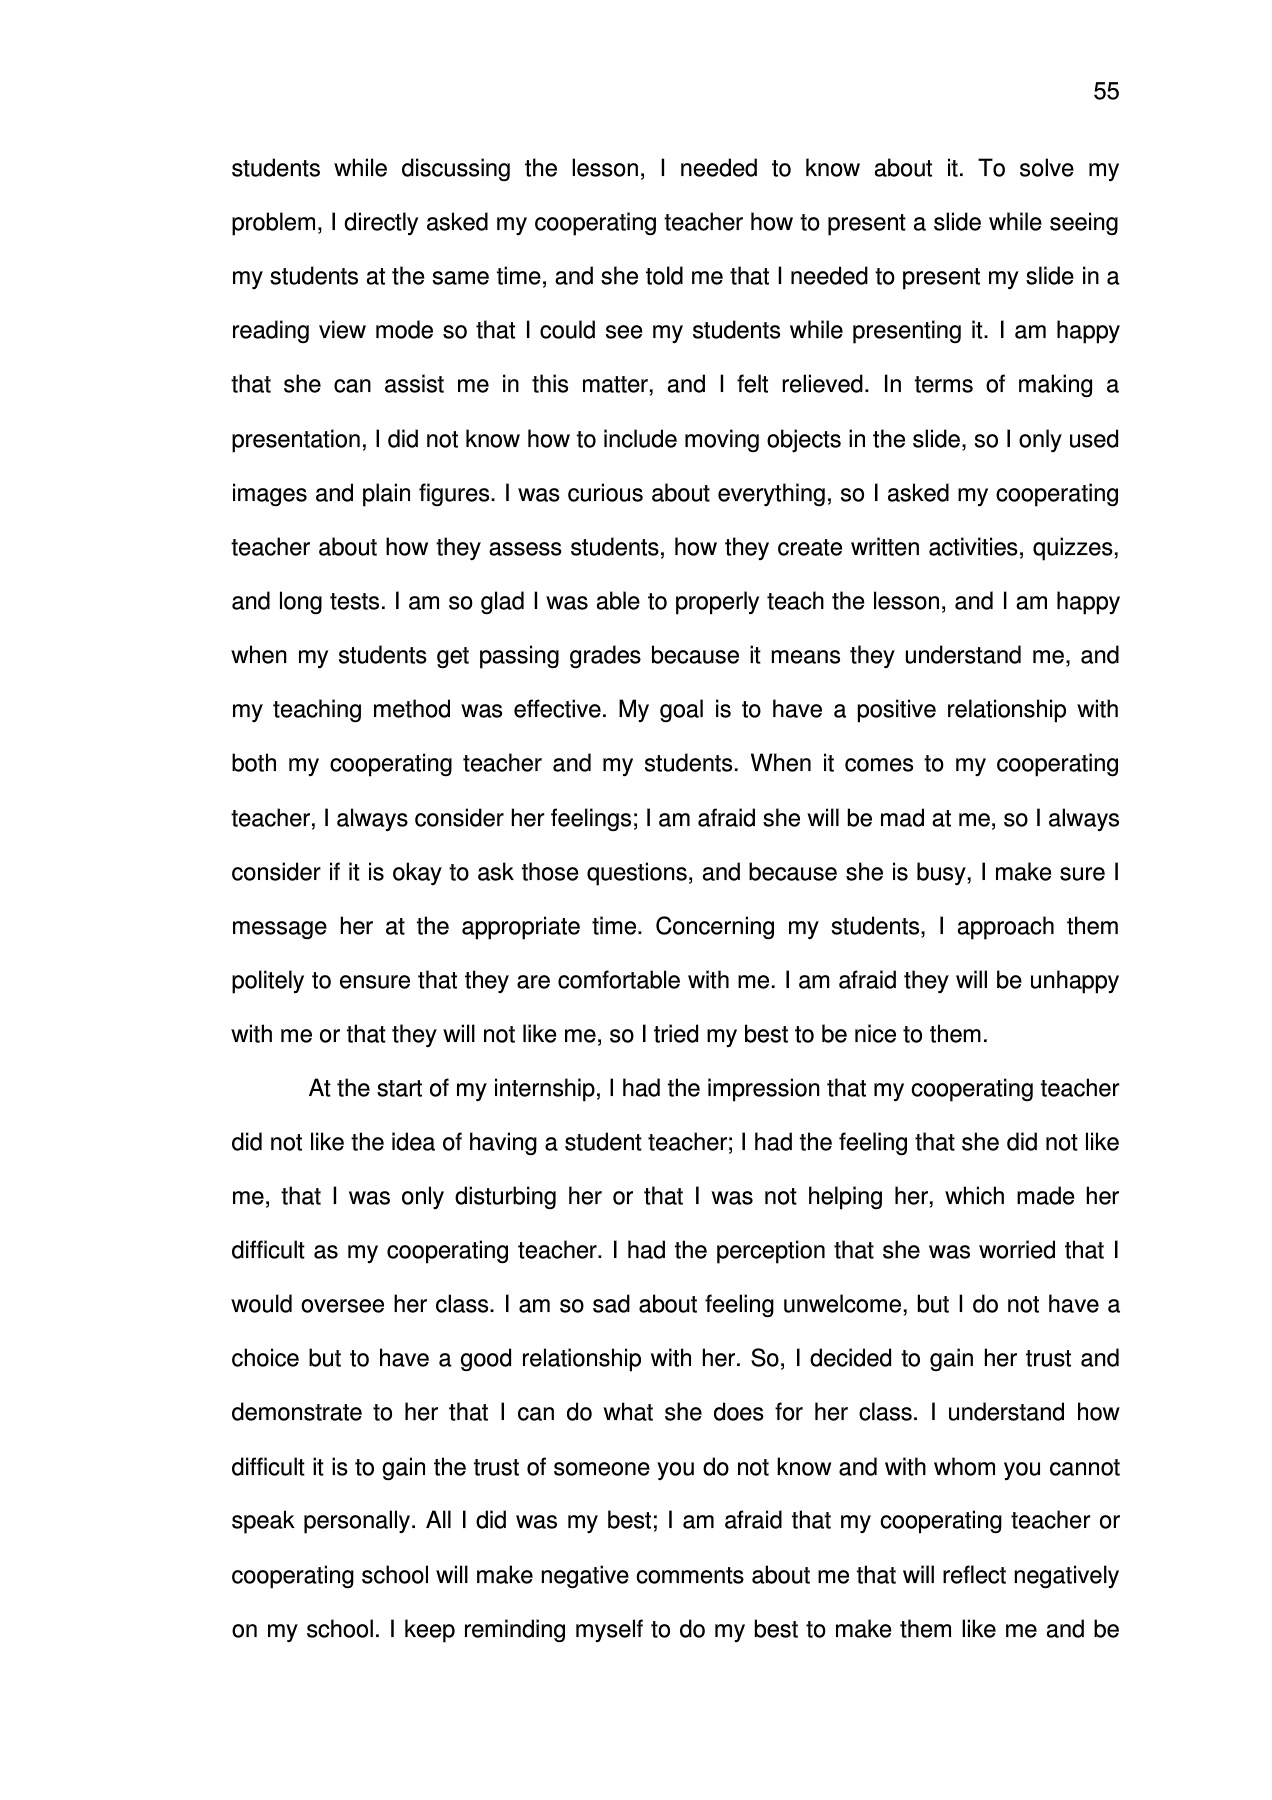 55
students while discussing the lesson, I needed to know about it. To solve my
problem, I directly asked my cooperating teacher how to present a slide while seeing
my students at the same time, and she told me that I needed to present my slide in a
reading view mode so that I could see my students while presenting it. I am happy
that she can assist me in this matter, and I felt relieved. In terms of making a
presentation, I did not know how to include moving objects in the slide, so I only used
images and plain figures. I was curious about everything, so I asked my cooperating
teacher about how they assess students, how they create written activities, quizzes,
and long tests. I am so glad I was able to properly teach the lesson, and I am happy
when my students get passing grades because it means they understand me, and
my teaching method was effective. My goal is to have a positive relationship with
both my cooperating teacher and my students. When it comes to my cooperating
teacher, I always consider her feelings; I am afraid she will be mad at me, so I always
consider if it is okay to ask those questions, and because she is busy, I make sure I
message her at the appropriate time. Concerning my students, I approach them
politely to ensure that they are comfortable with me. I am afraid they will be unhappy
with me or that they will not like me, so I tried my best to be nice to them.
At the start of my internship, I had the impression that my cooperating teacher
did not like the idea of having a student teacher; I had the feeling that she did not like
me, that I was only disturbing her or that I was not helping her, which made her
difficult as my cooperating teacher. I had the perception that she was worried that I
would oversee her class. I am so sad about feeling unwelcome, but I do not have a
choice but to have a good relationship with her. So, I decided to gain her trust and
demonstrate to her that I can do what she does for her class. I understand how
difficult it is to gain the trust of someone you do not know and with whom you cannot
speak personally. All I did was my best; I am afraid that my cooperating teacher or
cooperating school will make negative comments about me that will reflect negatively
on my school. I keep reminding myself to do my best to make them like me and be